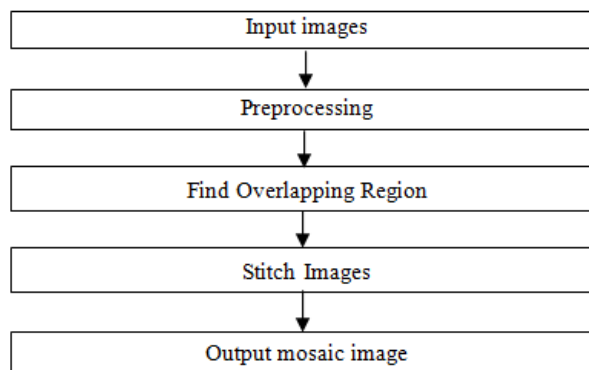 Input images
Preprocessing
Find Overlapping Region
Stitch Images
Output mosaic image